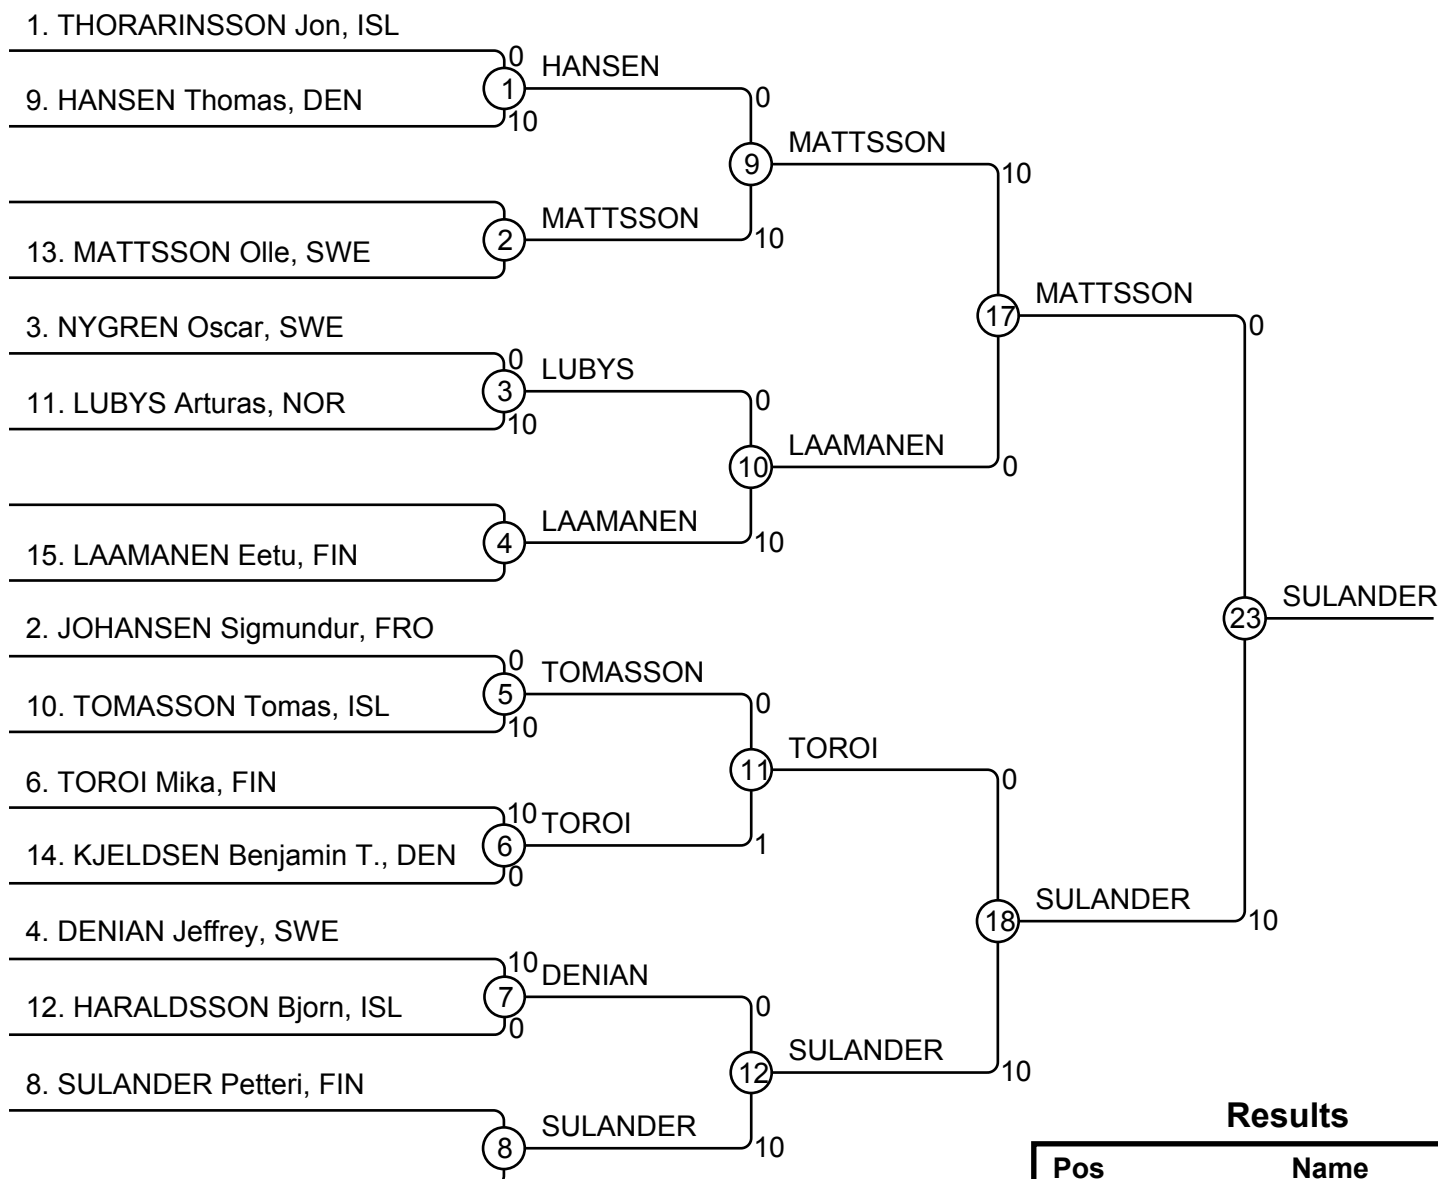 1. THORARINSSON Jon, ISL
0
HANSEN
1
9. HANSEN Thomas, DEN
10
0
MATTSSON
9
10
MATTSSON
2
10
13. MATTSSON Olle, SWE
MATTSSON
17
0
3. NYGREN Oscar, SWE
0
LUBYS
3
11. LUBYS Arturas, NOR
10
0
LAAMANEN
10
0
LAAMANEN
4
10
15. LAAMANEN Eetu, FIN
SULANDER
23
2. JOHANSEN Sigmundur, FRO
0
TOMASSON
5
10. TOMASSON Tomas, ISL
10
0
TOROI
11
0
6. TOROI Mika, FIN
10
TOROI
6
1
14. KJELDSEN Benjamin T., DEN
0
SULANDER
18
10
4. DENIAN Jeffrey, SWE
10
DENIAN
7
12. HARALDSSON Bjorn, ISL
0
0
SULANDER
12
10
8. SULANDER Petteri, FIN
SULANDER
8
10
Results
Pos Name